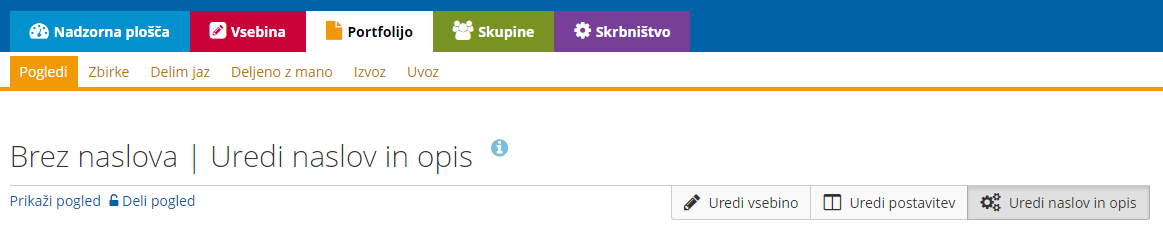 Nadzorna plošča Vsebina Portfolijo Skupine Skrbništvo
Pogledi Zbirke Delim jaz Deljeno z mano Izvoz Uvoz
Brez naslova | Uredi naslov in opis
Prikaži pogled Deli pogled Uredi vsebino Uredi postavitev Uredi naslov in opis